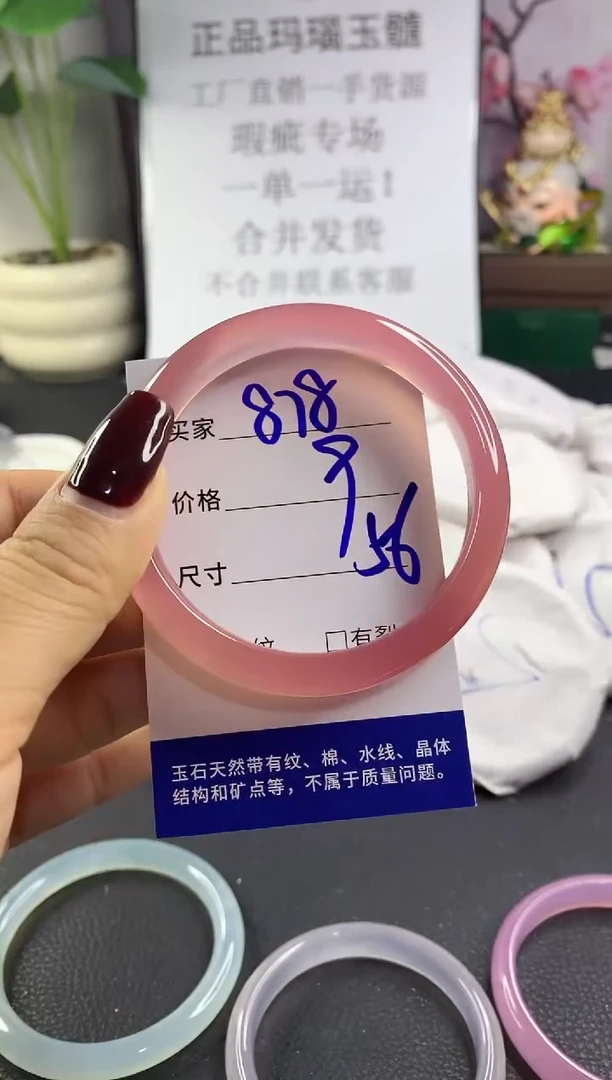 正品玛瑙玉髓
工厂直销一手货源
瑕疵专场
一单一运!
合并发货
不合并联系客服
买家 878
价格 9
尺寸 56
纹 □有裂
玉石天然带有纹、棉、水线、晶体
结构和矿点等，不属于质量问题。